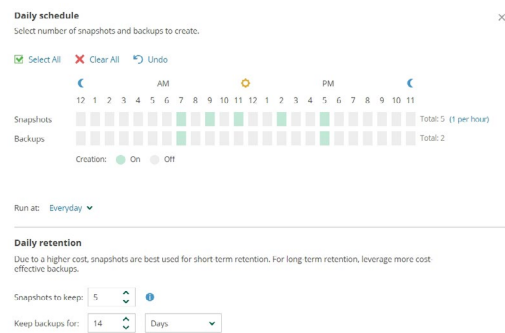 Daily schedule
Select number of snapshots and backups to create.
Select All Clear All Undo
AM PM
12 1 2 3 4 5 6 7 8 9 10 11 12 1 2 3 4 5 6 7 8 9 10 11
Snapshots Total: 5 (1 per hour)
Backups Total: 2
Creation: On Off
Run at: Everyday
Daily retention
Due to a higher cost, snapshots are best used for short-term retention. For long-term retention, leverage more cost
effective backups.
Snapshots to keep: 5
Keep backups for: 14 Days